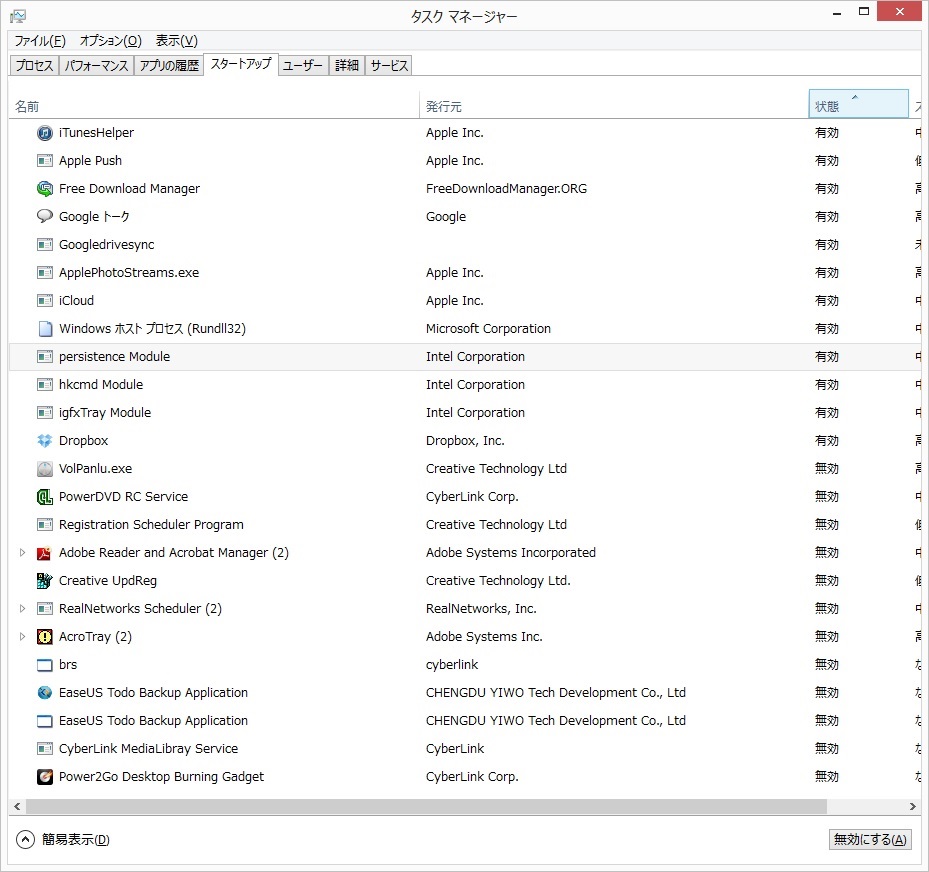 タスク マネージャー
ファイル(F) オプション(O) 表示(V)
プロセス パフォーマンス アプリの履歴 スタートアップ ユーザー 詳細 サービス
名前 発行元 状態
iTunesHelper Apple Inc. 有効
Apple Push Apple Inc. 有効
Free Download Manager FreeDownloadManager.ORG 有効
Google トーク Google 有効
Googledrivesync 有効
ApplePhotoStreams.exe Apple Inc. 有効
iCloud Apple Inc. 有効
Windows ホスト プロセス (Rundll32) Microsoft Corporation 有効
persistence Module Intel Corporation 有効
hkcmd Module Intel Corporation 有効
igfxTray Module Intel Corporation 有効
Dropbox Dropbox, Inc. 有効
VolPanlu.exe Creative Technology Ltd 無効
PowerDVD RC Service CyberLink Corp. 無効
Registration Scheduler Program Creative Technology Ltd 無効
Adobe Reader and Acrobat Manager (2) Adobe Systems Incorporated 無効
Creative UpdReg Creative Technology Ltd. 無効
RealNetworks Scheduler (2) RealNetworks, Inc. 無効
AcroTray (2) Adobe Systems Inc. 無効
brs cyberlink 無効
EaseUS Todo Backup Application CHENGDU YIWO Tech Development Co., Ltd 無効
EaseUS Todo Backup Application CHENGDU YIWO Tech Development Co., Ltd 無効
CyberLink MediaLibray Service CyberLink 無効
Power2Go Desktop Burning Gadget CyberLink Corp. 無効
簡易表示(D) 無効にする(A)